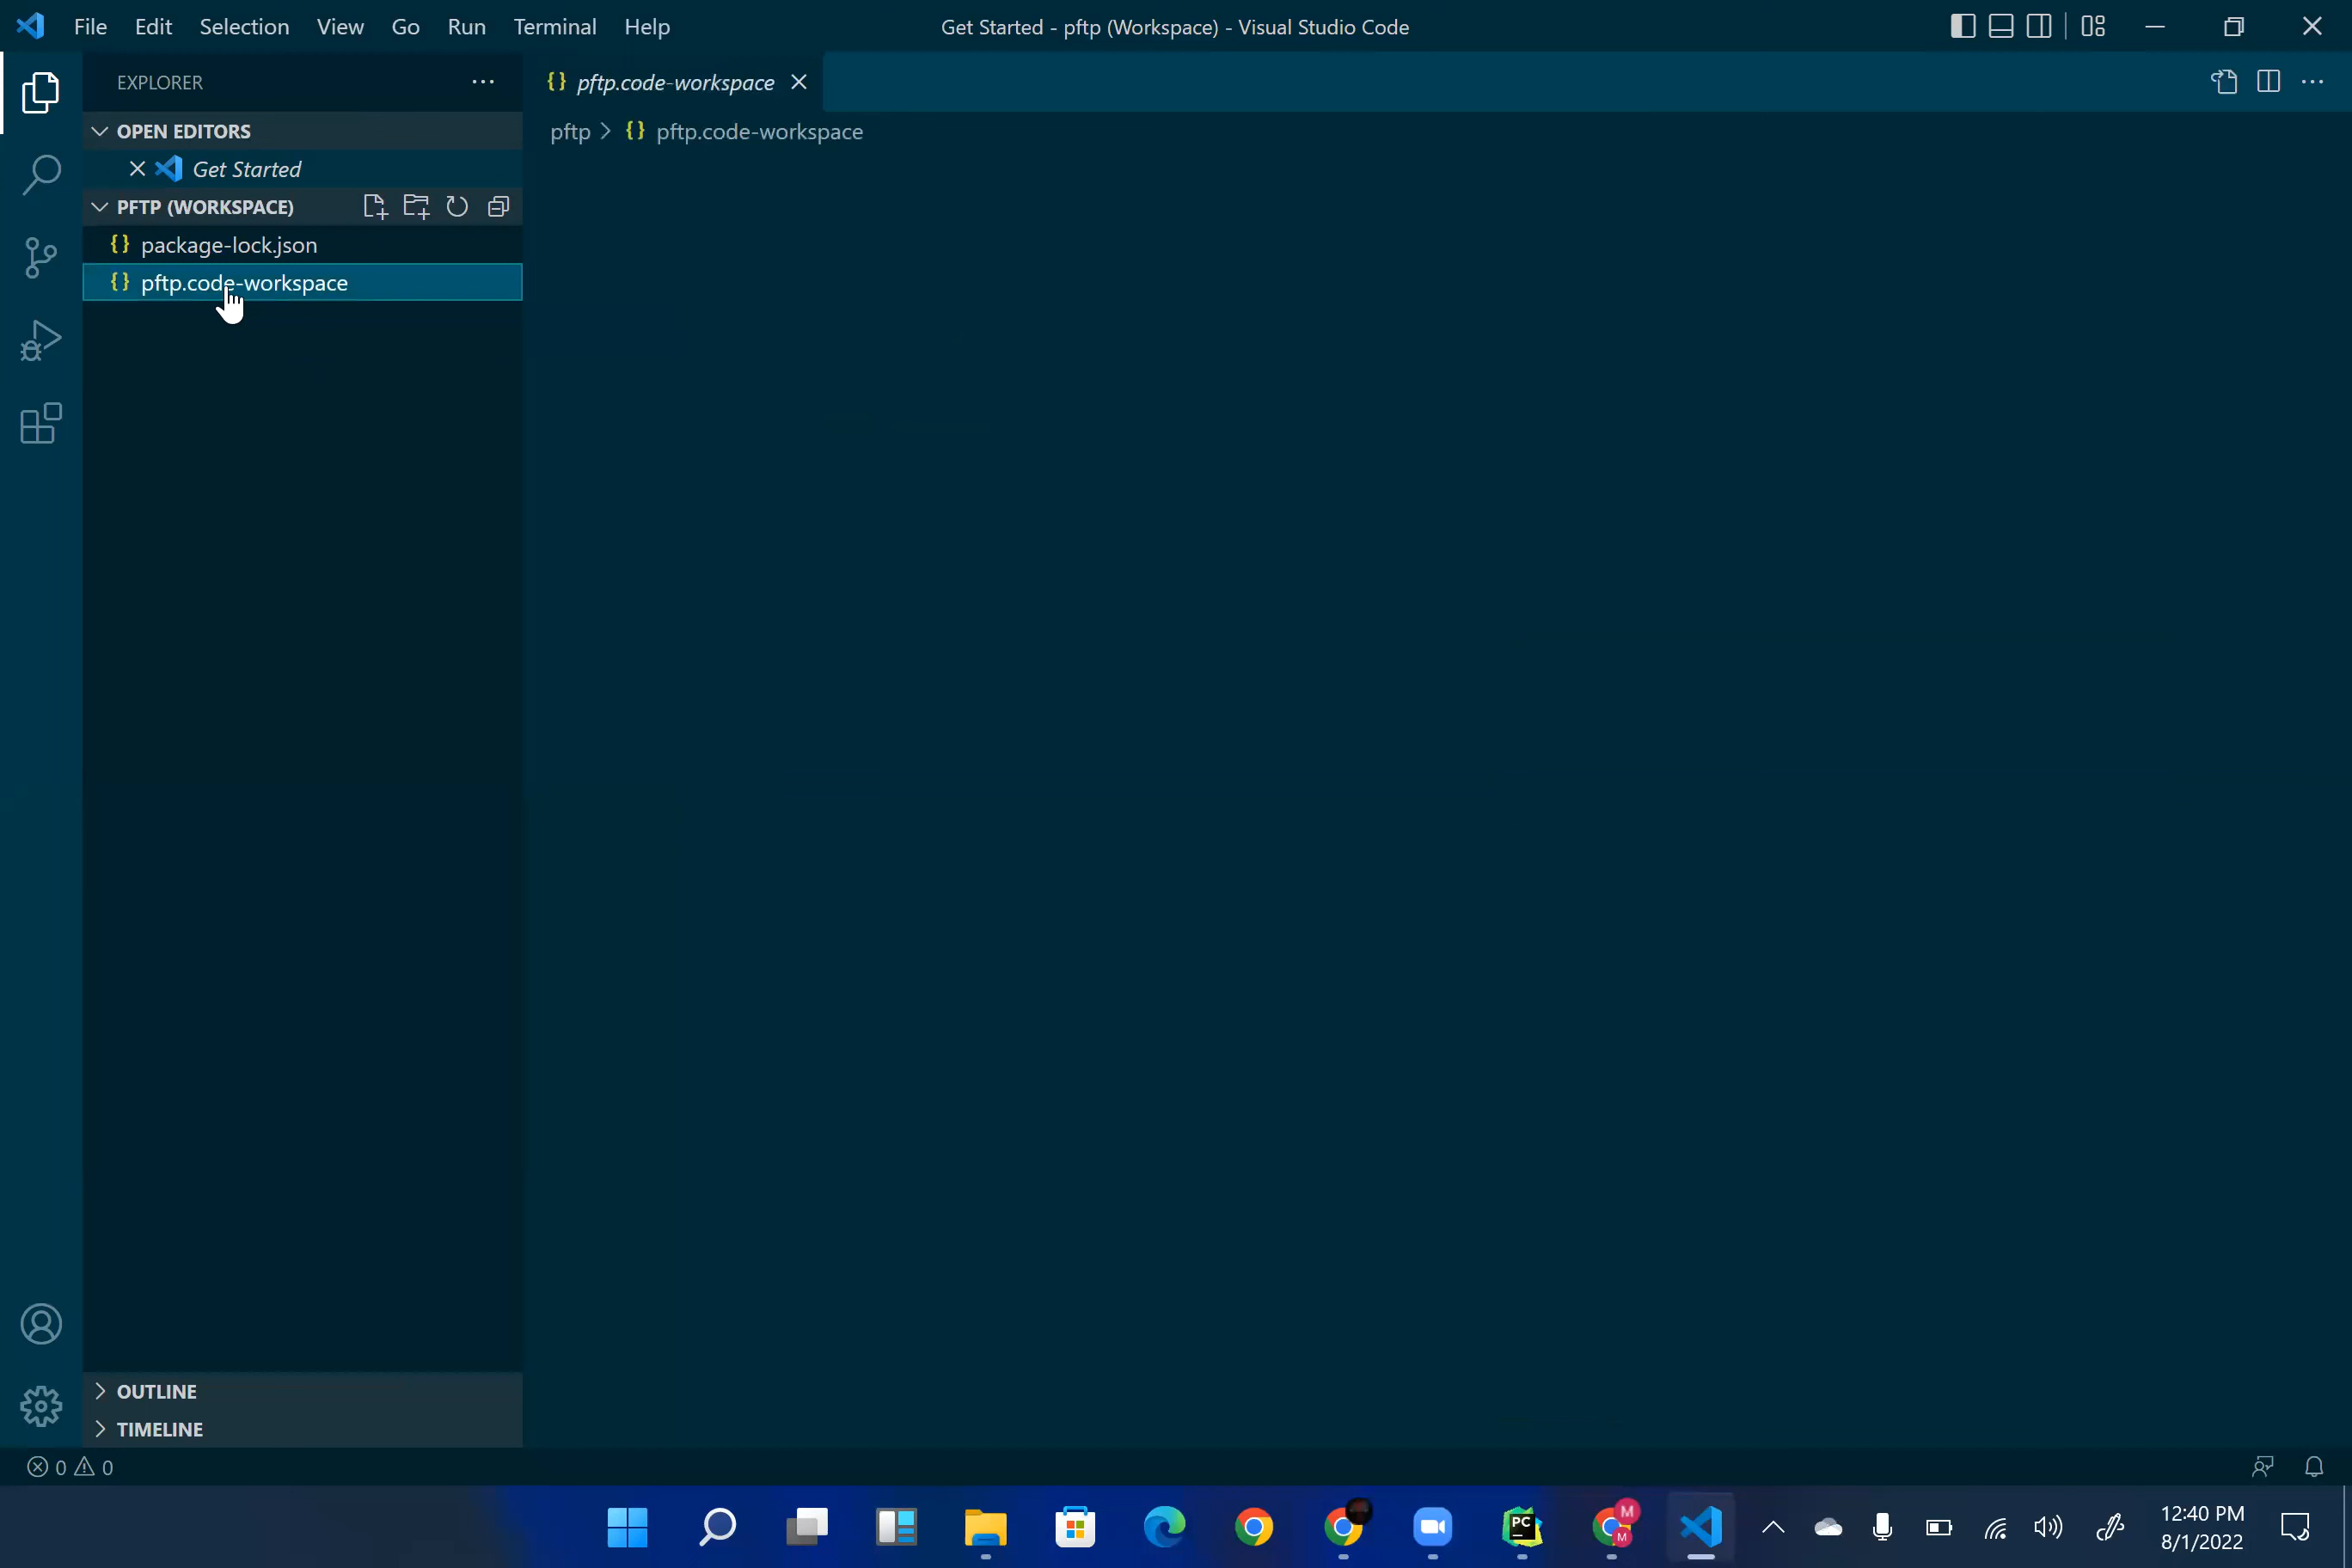 File Edit Selection View Go Run Terminal Help
Get Started - pftp (Workspace) - Visual Studio Code
EXPLORER
pftp.code-workspace
OPEN EDITORS
pftp > {} pftp.code-workspace
Get Started
PFTP (WORKSPACE)
{} package-lock.json
{} pftp.code-workspace
OUTLINE
TIMELINE
0 0
PC
M
M
12:40 PM
8/1/2022